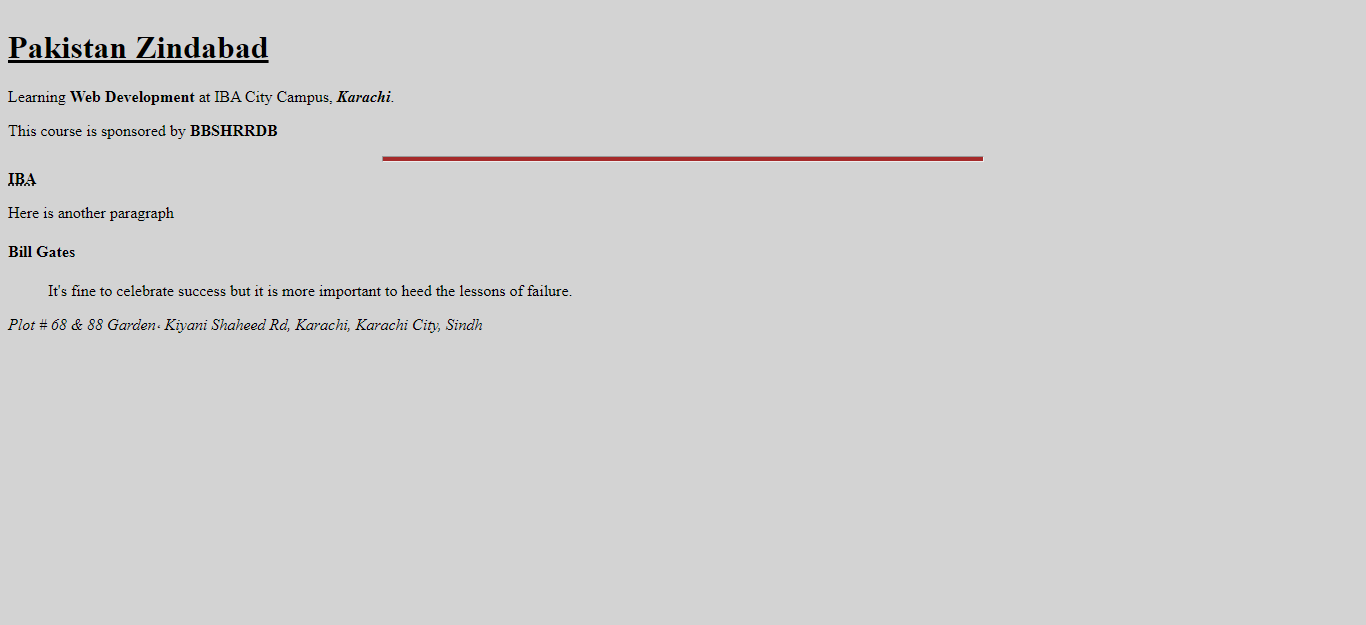 Pakistan Zindabad
Learning Web Development at IBA City Campus, Karachi.
This course is sponsored by BBSHRRDB
IBA
Here is another paragraph
Bill Gates
It's fine to celebrate success but it is more important to heed the lessons of failure.
Plot # 68 & 88 Garden، Kiyani Shaheed Rd, Karachi, Karachi City, Sindh